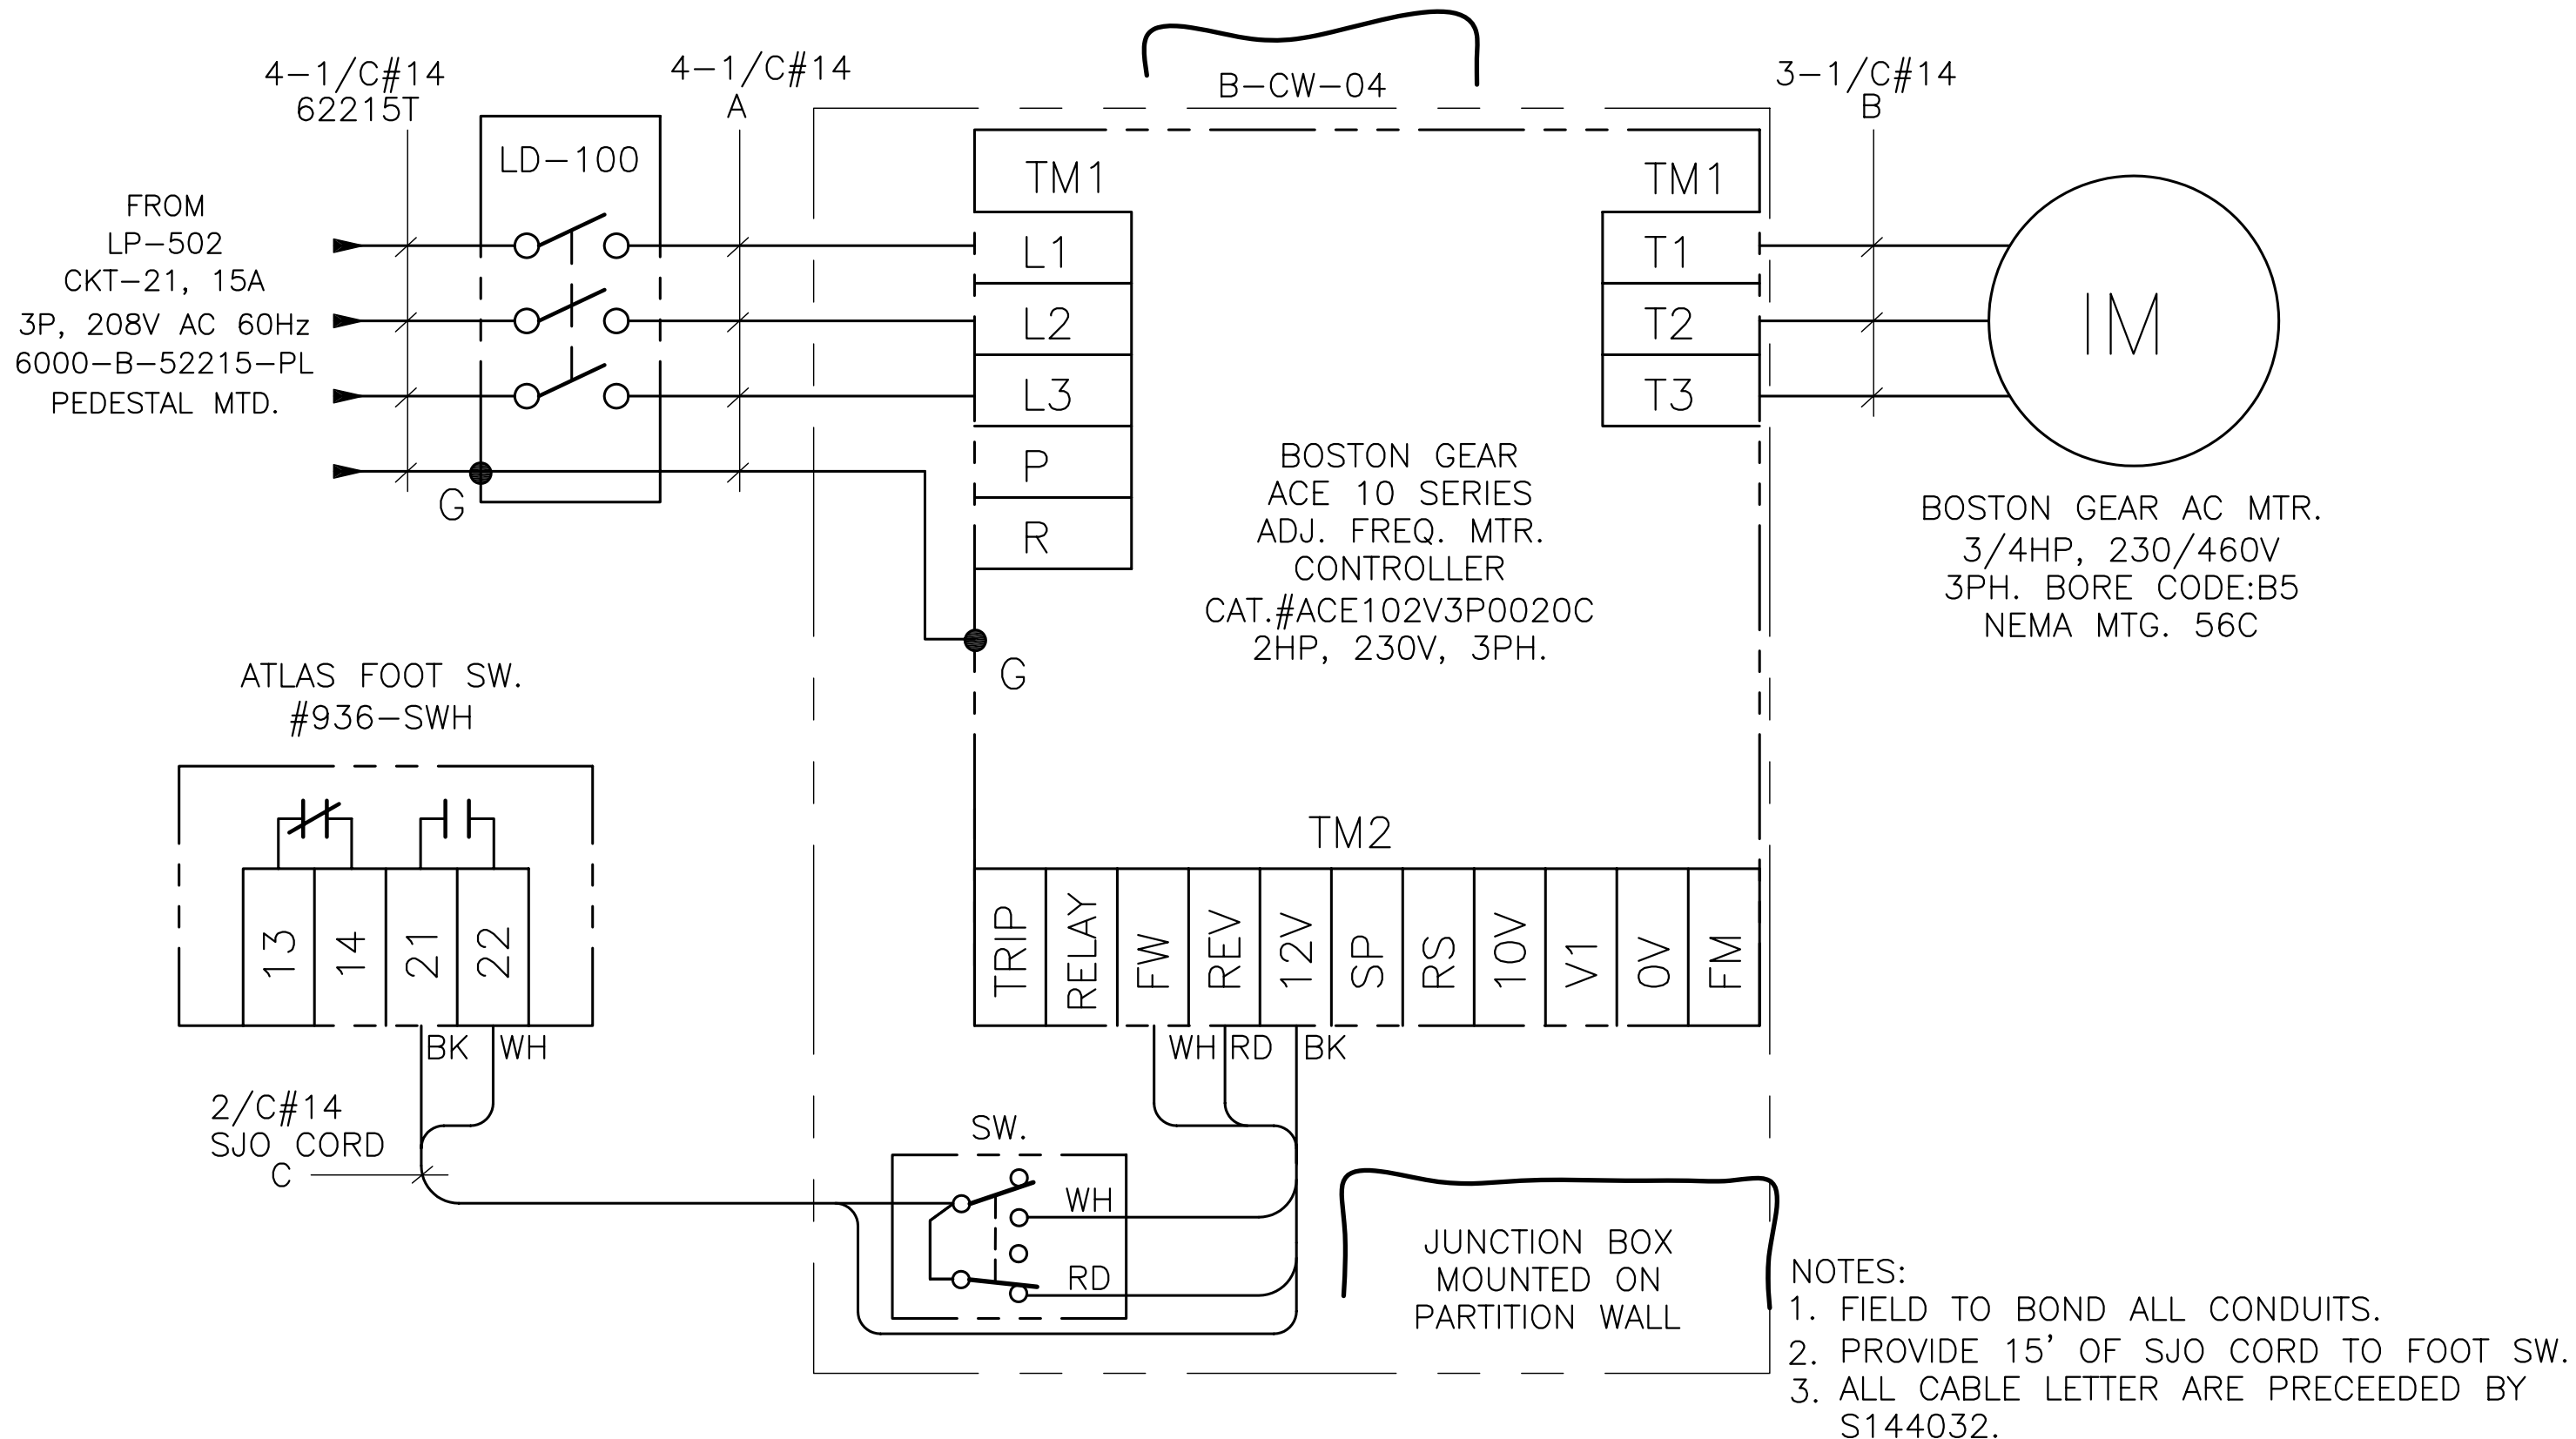 4-1/C#14
62215T
4-1/C#14
A
B-CW-04
3-1/C#14
B
LD-100
FROM
LP-502
CKT-21, 15A
3P, 208V AC 60Hz
6000-B-52215-PL
PEDESTAL MTD.
G
TM1
L1
L2
L3
P
R
G
TM1
T1
T2
T3
IM
BOSTON GEAR
ACE 10 SERIES
ADJ. FREQ. MTR.
CONTROLLER
CAT.#ACE102V3P0020C
2HP, 230V, 3PH.
BOSTON GEAR AC MTR.
3/4HP, 230/460V
3PH. BORE CODE:B5
NEMA MTG. 56C
ATLAS FOOT SW.
#936-SWH
13
14
21
22
BK
WH
2/C#14
SJO CORD
C
TM2
TRIP
RELAY
FW
REV
12V
SP
RS
10V
V1
0V
FM
WH
RD
BK
SW.
WH
RD
JUNCTION BOX
MOUNTED ON
PARTITION WALL
NOTES:
1. FIELD TO BOND ALL CONDUITS.
2. PROVIDE 15' OF SJO CORD TO FOOT SW.
3. ALL CABLE LETTER ARE PRECEEDED BY
S144032.